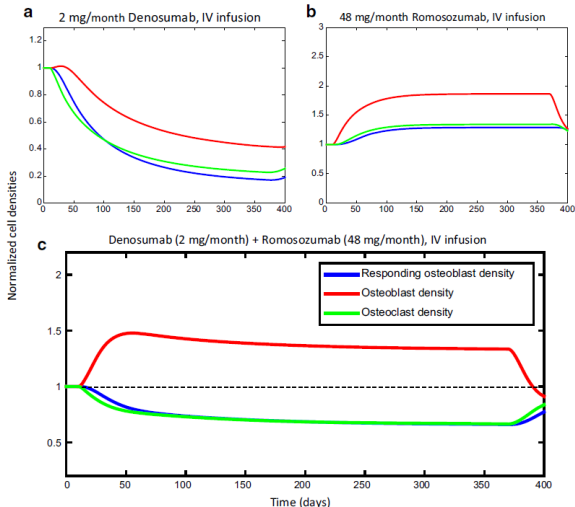 a
2 mg/month Denosumab, IV infusion
1.2
1
0.8
0.6
0.4
0.2
0
0 50 100 150 200 250 300 350 400
b
48 mg/month Romosozumab, IV infusion
3
2.5
2
1.5
1
0.5
0
0 50 100 150 200 250 300 350 400
Normalized cell densities
c
Denosumab (2 mg/month) + Romosozumab (48 mg/month), IV infusion
Responding osteoblast density
Osteoblast density
Osteoclast density
2
1.5
1
0.5
0 50 100 150 200 250 300 350 400
Time (days)